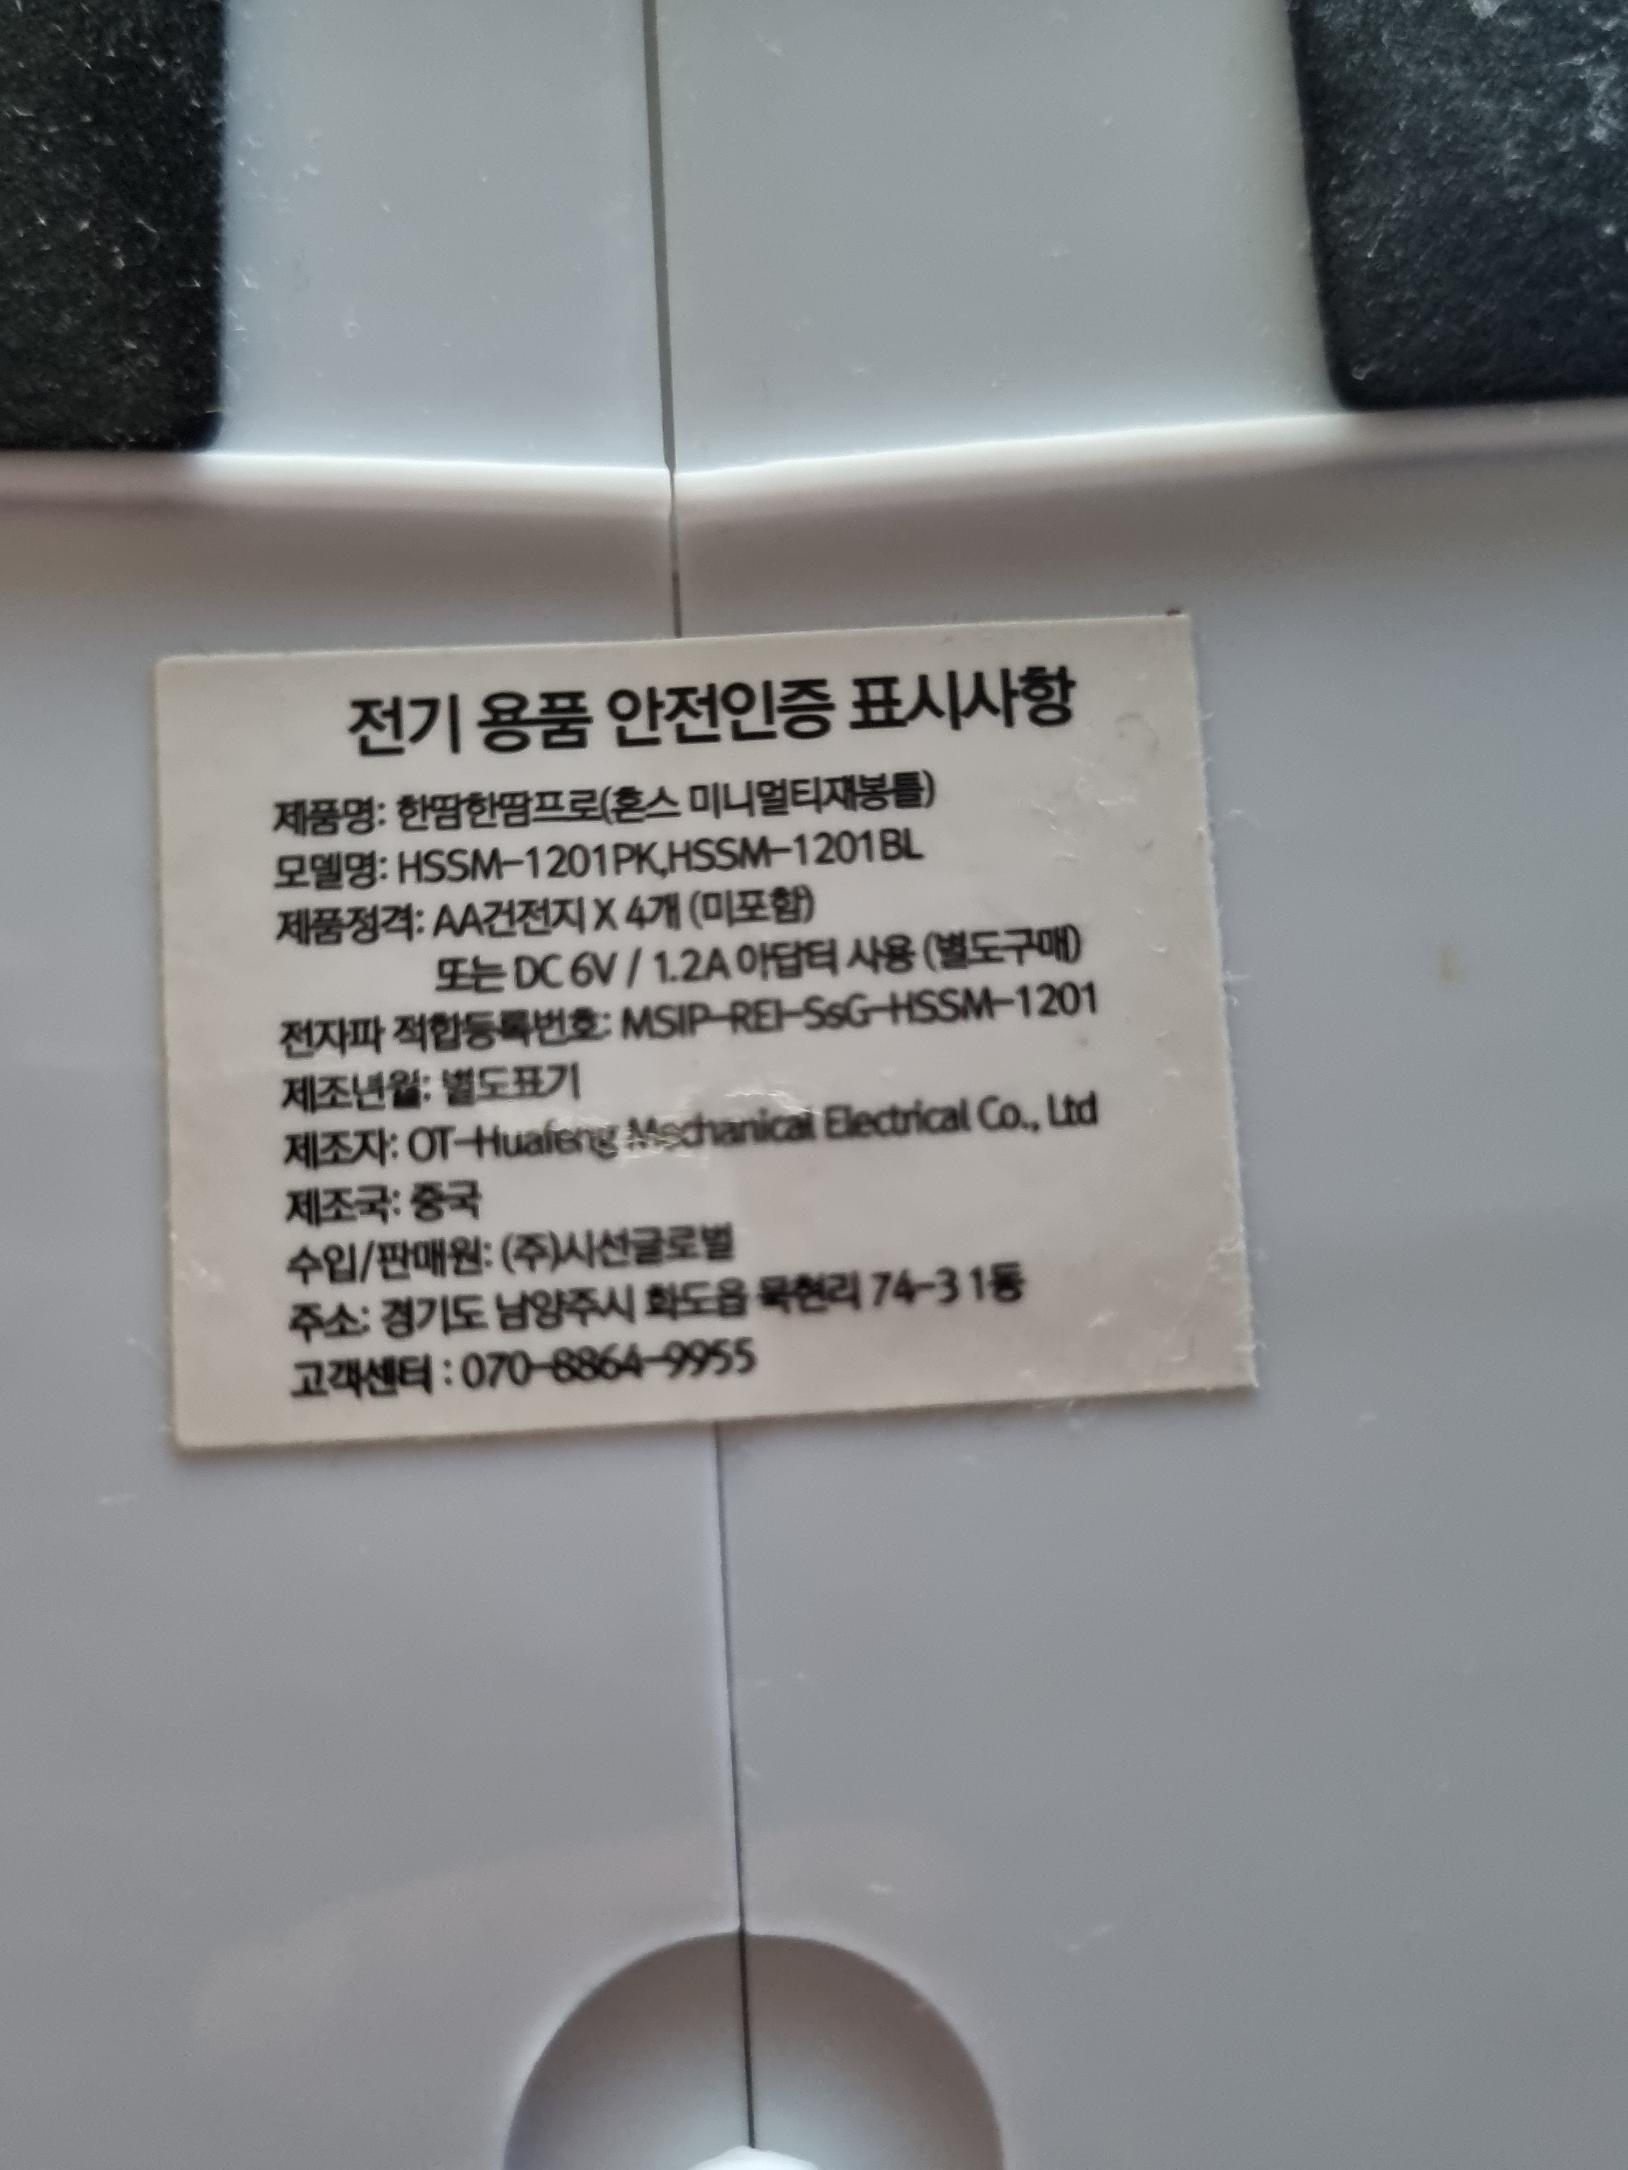 전기 용품 안전인증 표시사항
제품명: 한땀한땀프로(혼스 미니멀티재봉틀)
모델명: HSSM-1201PK,HSSM-1201BL
제품정격: AA건전지 X 4개 (미포함)
또는 DC 6V / 1.2A 아답터 사용 (별도구매)
전자파 적합등록번호: MSIP-REI-SsG-HSSM-1201
제조년월: 별도표기
제조자: OT-Huafeng Mechanical Electrical Co., Ltd
제조국: 중국
수입/판매원: (주)시선글로벌
주소: 경기도 남양주시 화도읍 묵현리 74-3 1동
고객센터 : 070-8864-9955